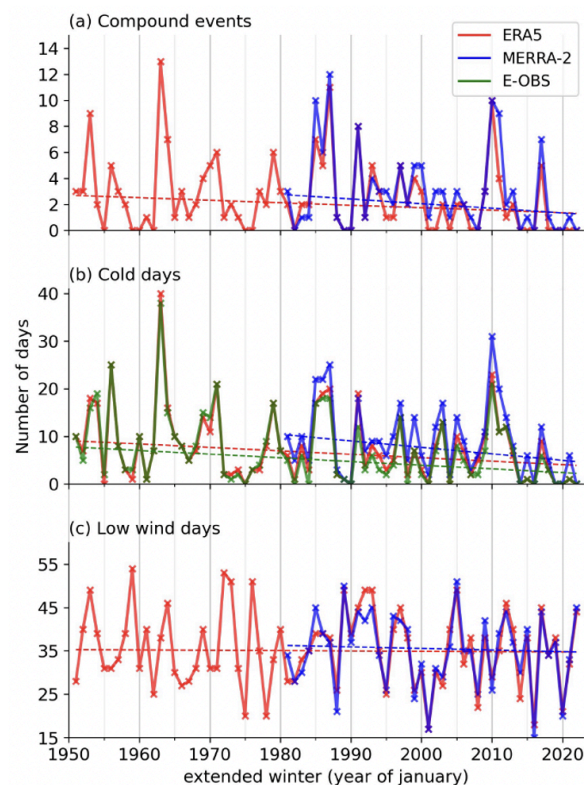 (a) Compound events
ERA5
MERRA-2
E-OBS
14
12
10
8
6
4
2
0
(b) Cold days
40
30
20
10
0
Number of days
(c) Low wind days
55
45
35
25
15
1950 1960 1970 1980 1990 2000 2010 2020
extended winter (year of january)